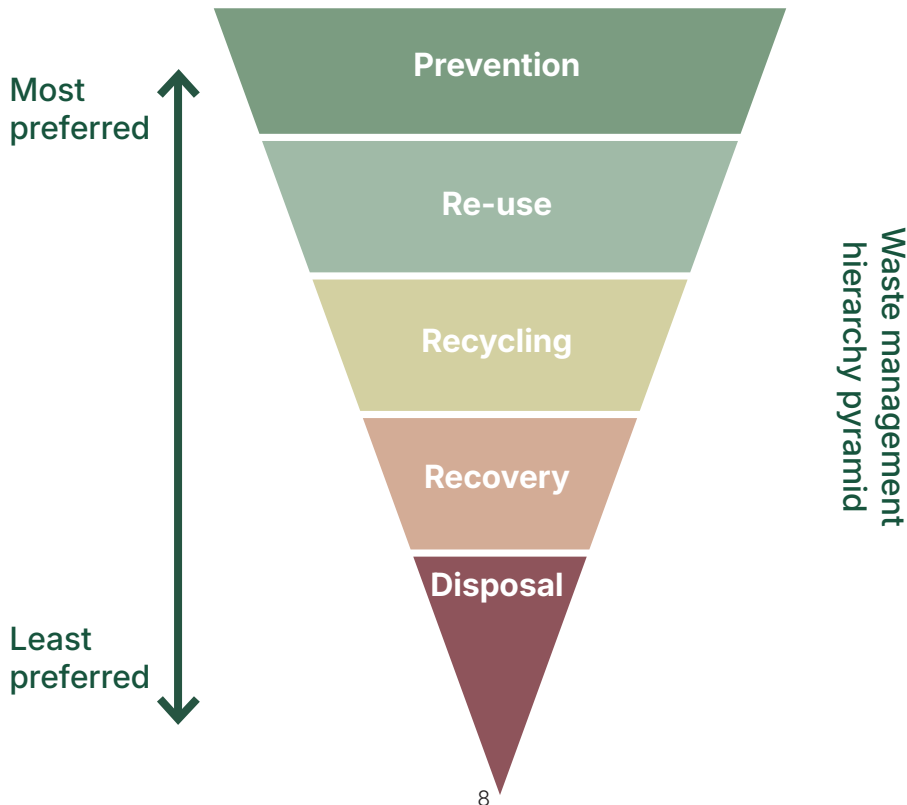 Most
preferred
Prevention
Re-use
Recycling
Recovery
Disposal
Least
preferred
Waste management
hierarchy pyramid
8